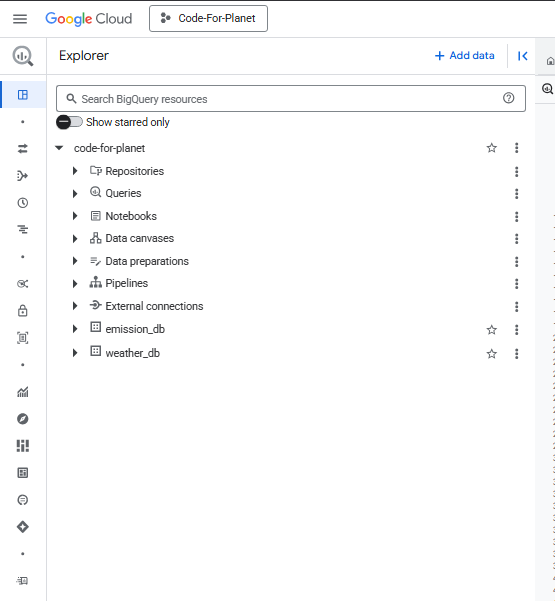 Google Cloud
Code-For-Planet
Explorer
+ Add data
Search BigQuery resources
Show starred only
code-for-planet
Repositories
Queries
Notebooks
Data canvases
Data preparations
Pipelines
External connections
emission_db
weather_db